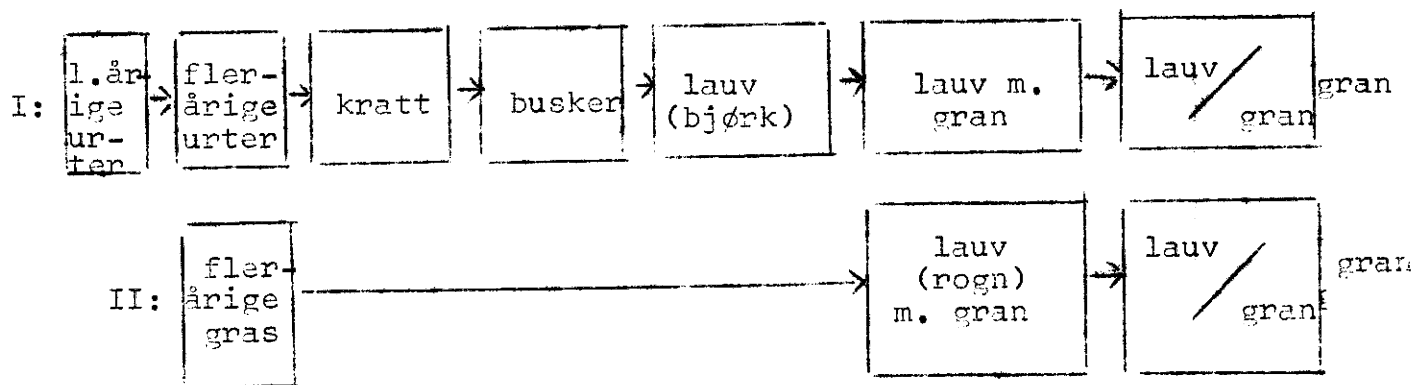 I:
1.år-
ige
ur-
ter
fler-
årige
urter
kratt
busker
lauv
(bjørk)
lauv m.
gran
lauv
gran
gran
II:
fler-
årige
gras
lauv
(rogn)
m. gran
lauv
gran
gran